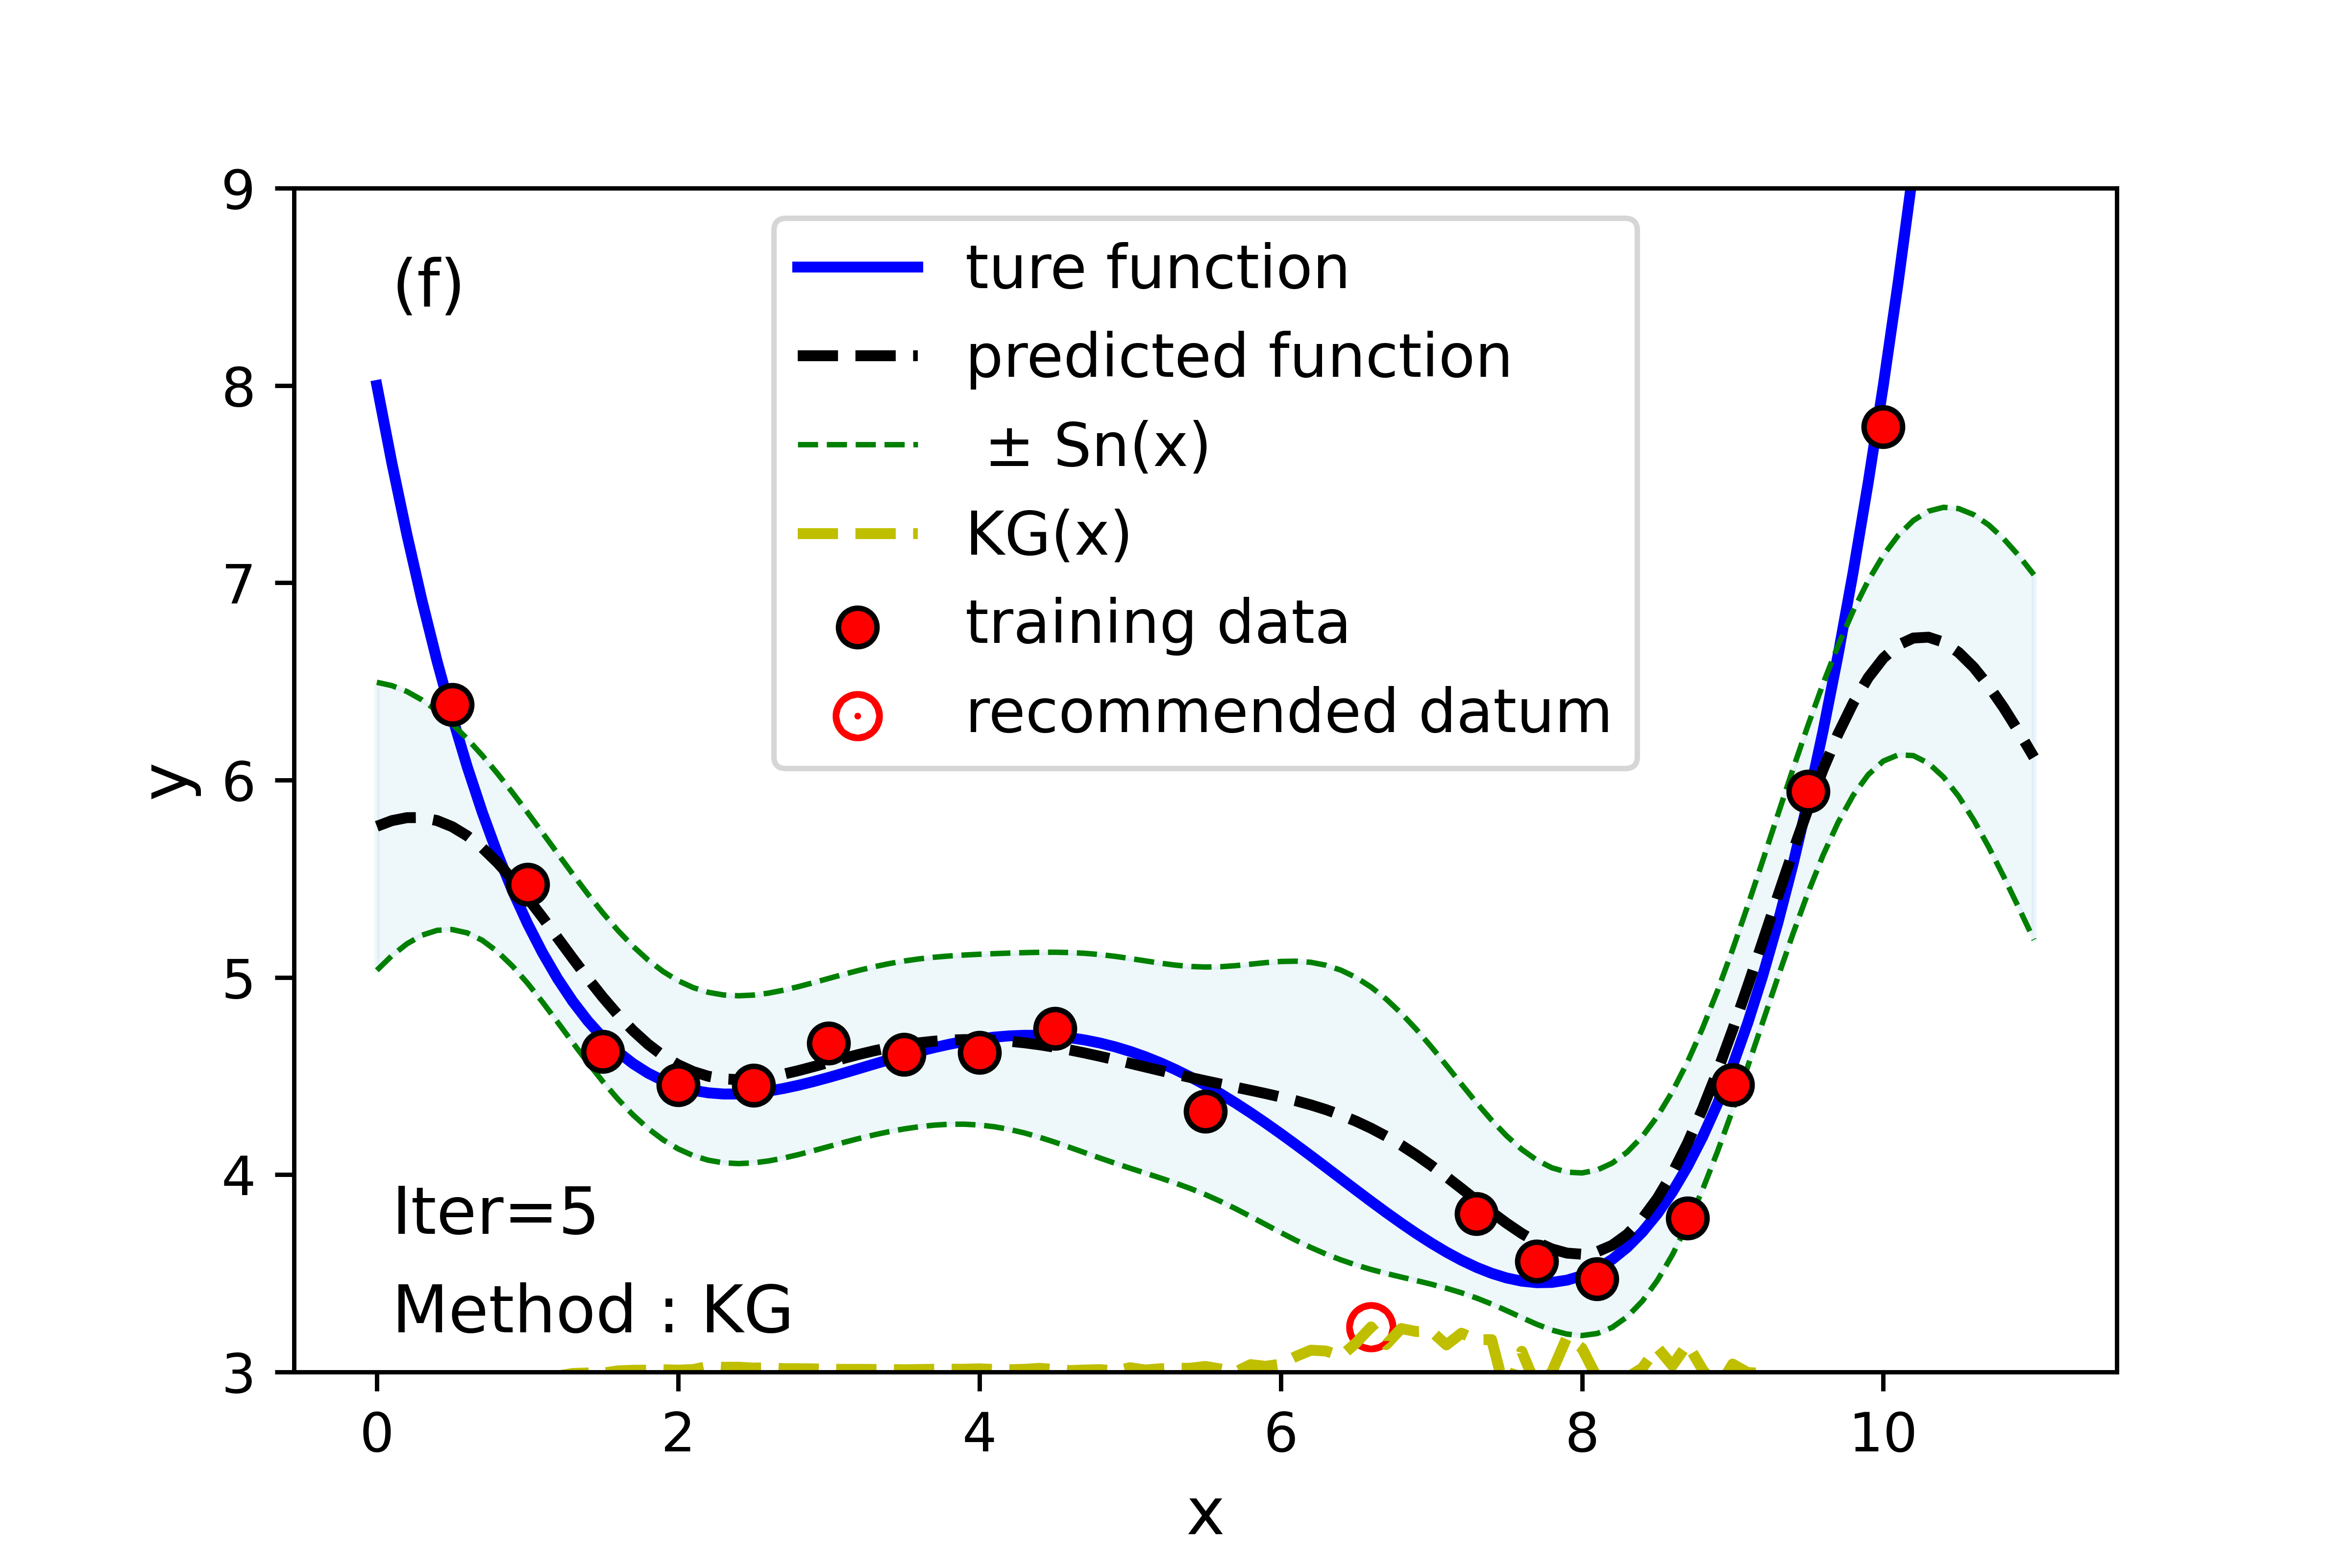 (f)
ture function
predicted function
± Sn(x)
KG(x)
training data
recommended datum
Iter=5
Method : KG
y
9
8
7
6
5
4
3
0 2 4 6 8 10
x